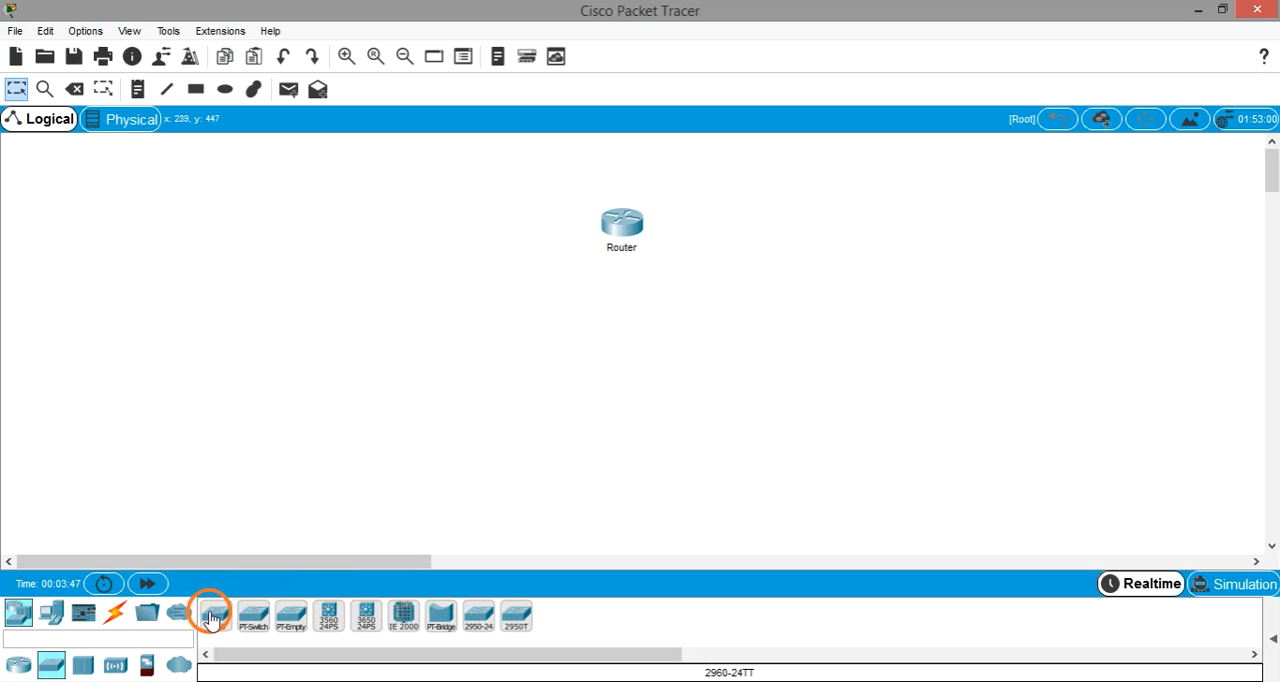 Cisco Packet Tracer
File Edit Options View Tools Extensions Help
?
Logical Physical x: 239, y: 447 [Root] 01:53:00
Router
Time: 00:03:47 Realtime Simulation
PT-Switch PT-Empty 3560 24PS 3650 24PS IE 2000 PT-Bridge 2950-24 2950T
2960-24TT